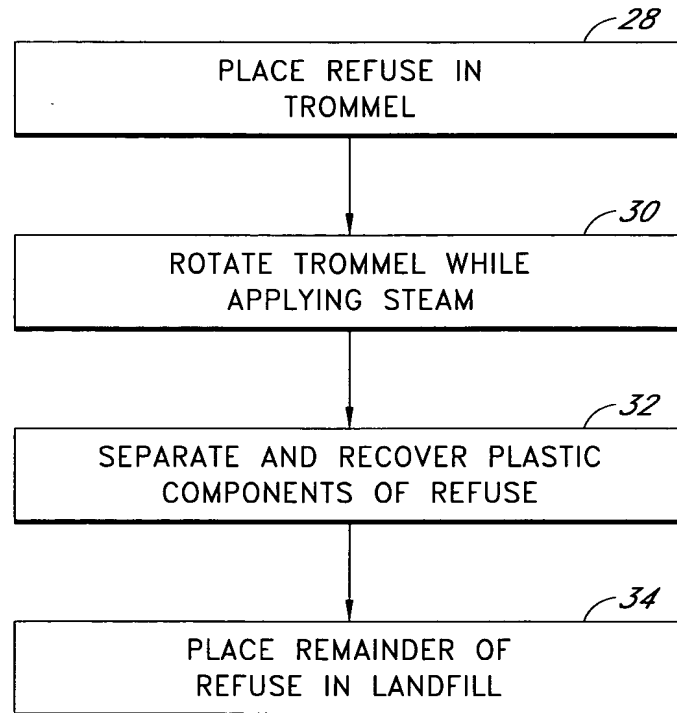 28
PLACE REFUSE IN
TROMMEL
30
ROTATE TROMMEL WHILE
APPLYING STEAM
32
SEPARATE AND RECOVER PLASTIC
COMPONENTS OF REFUSE
34
PLACE REMAINDER OF
REFUSE IN LANDFILL